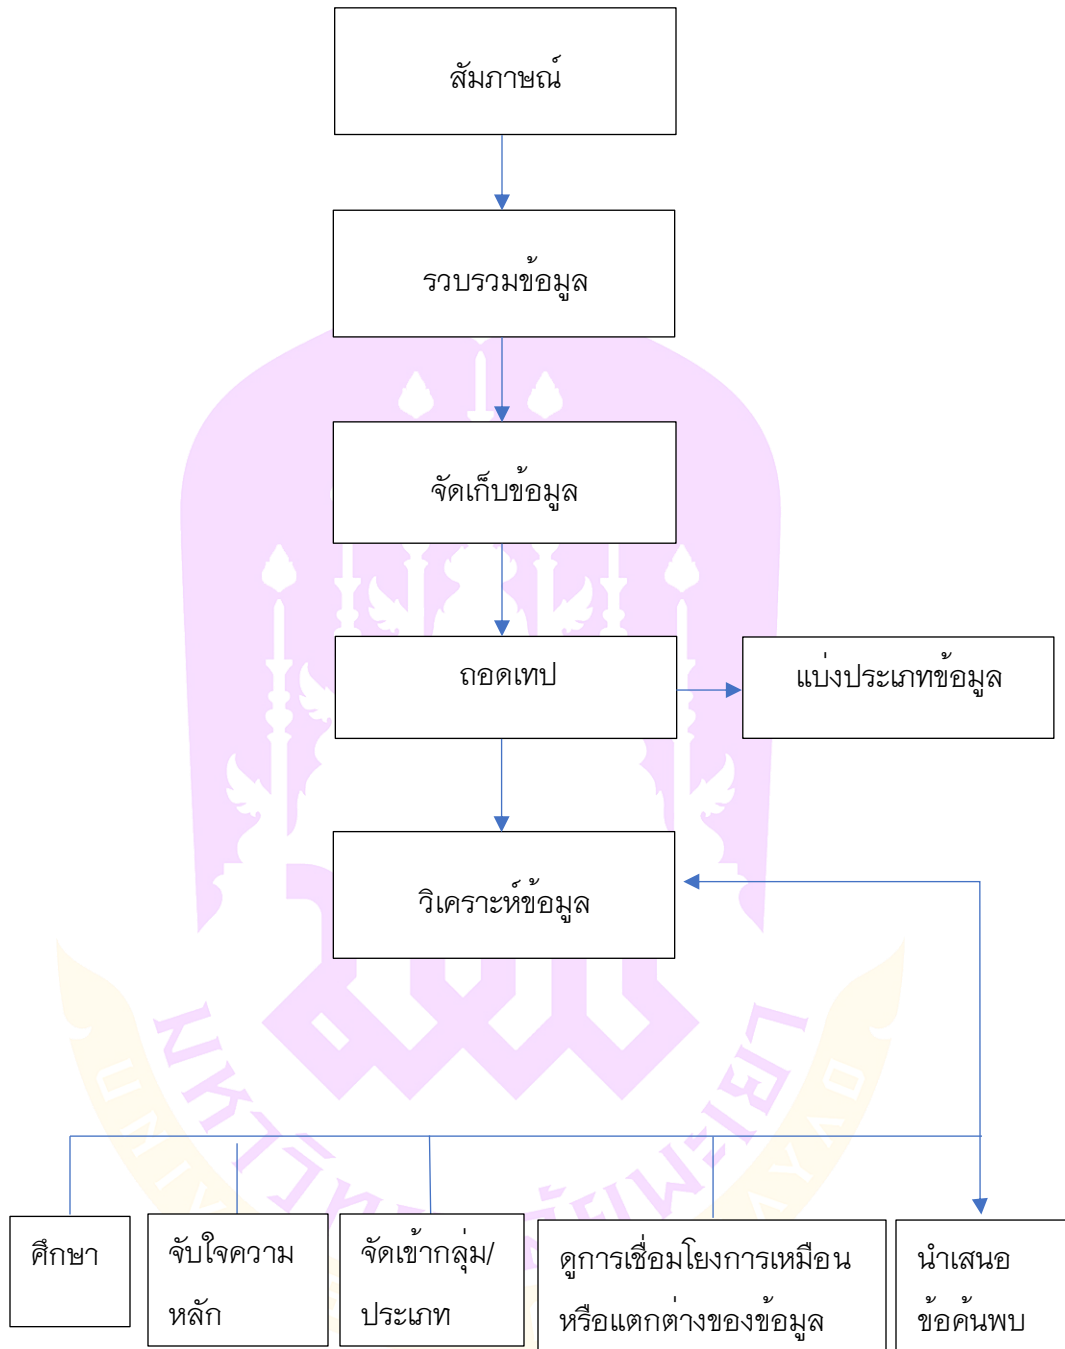 สัมภาษณ์
รวบรวมข้อมูล
จัดเก็บข้อมูล
ถอดเทป
แบ่งประเภทข้อมูล
วิเคราะห์ข้อมูล
ศึกษา
จับใจความ
หลัก
จัดเข้ากลุ่ม/
ประเภท
ดูการเชื่อมโยงการเหมือน
หรือแตกต่างของข้อมูล
นำเสนอ
ข้อค้นพบ